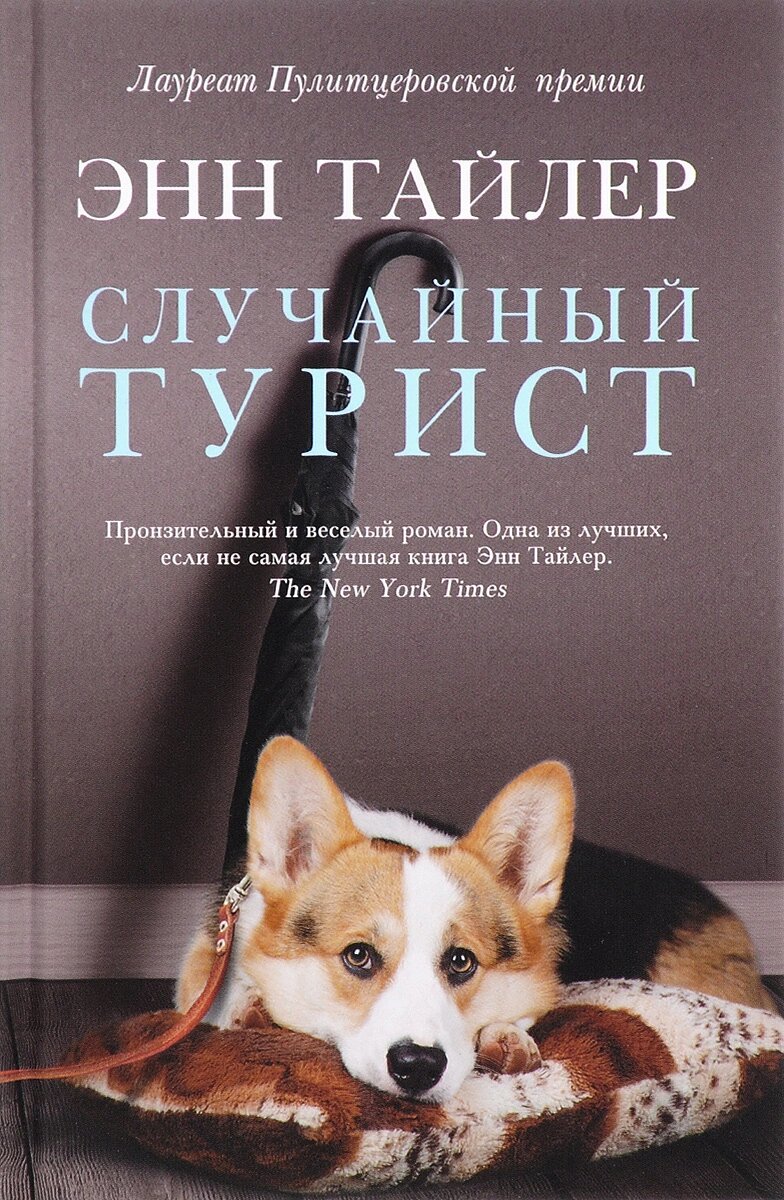 Лауреат Пулитцеровской премии
ЭНН ТАЙЛЕР
СЛУЧАЙНЫЙ
ТУРИСТ
Пронзительный и веселый роман. Одна из лучших,
если не самая лучшая книга Энн Тайлер.
The New York Times